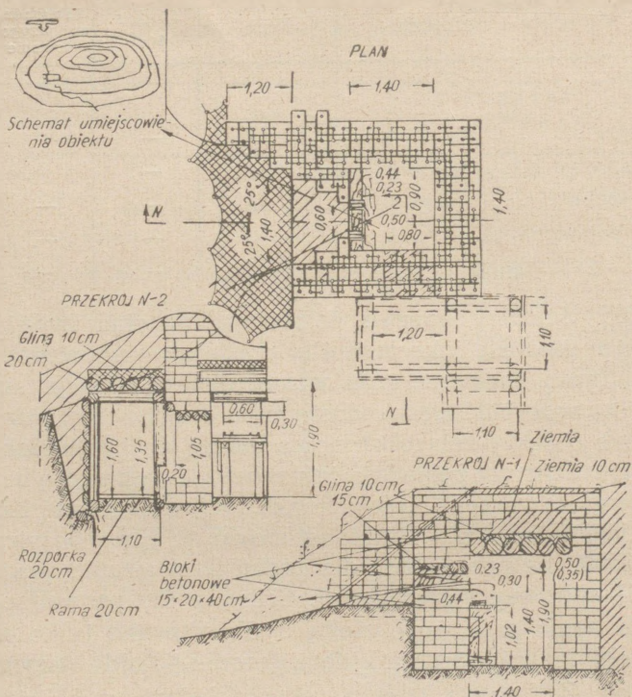 PLAN
1,20
1,40
Schemat umiejscowie-
nia obiektu
0,44
0,23
2
0,50
0,90
0,80
1,40
N
25°
25°
1,40
0,60
PRZEKRÓJ N-2
Glina 10cm
20cm
1,20
1,10
1,10
N
0,60
0,30
1,90
1,60
1,35
1,05
0,20
1,10
Rozpórka
20cm
Rama 20cm
Ziemia
PRZEKRÓJ N-1
Ziemia 10cm
Glina 10cm
15cm
Bloki
betonowe
15×20×40cm
0,23
0,30
0,44
0,50
(0,35)
1,02
1,40
1,90
1,40